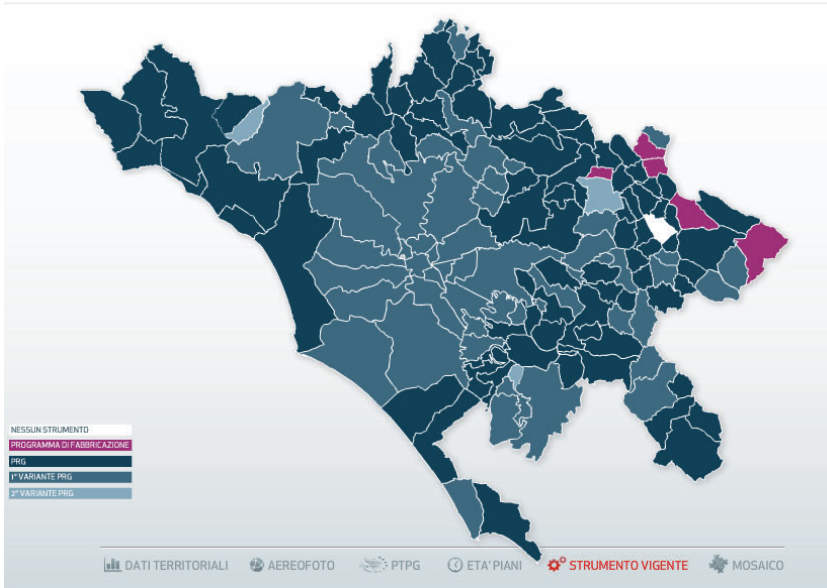 NESSUN STRUMENTO
PROGRAMMA DI FABBRICAZIONE
PRG
1° VARIANTE PRG
2° VARIANTE PRG
DATI TERRITORIALI AEREOFOTO PTPG ETA' PIANI STRUMENTO VIGENTE MOSAICO